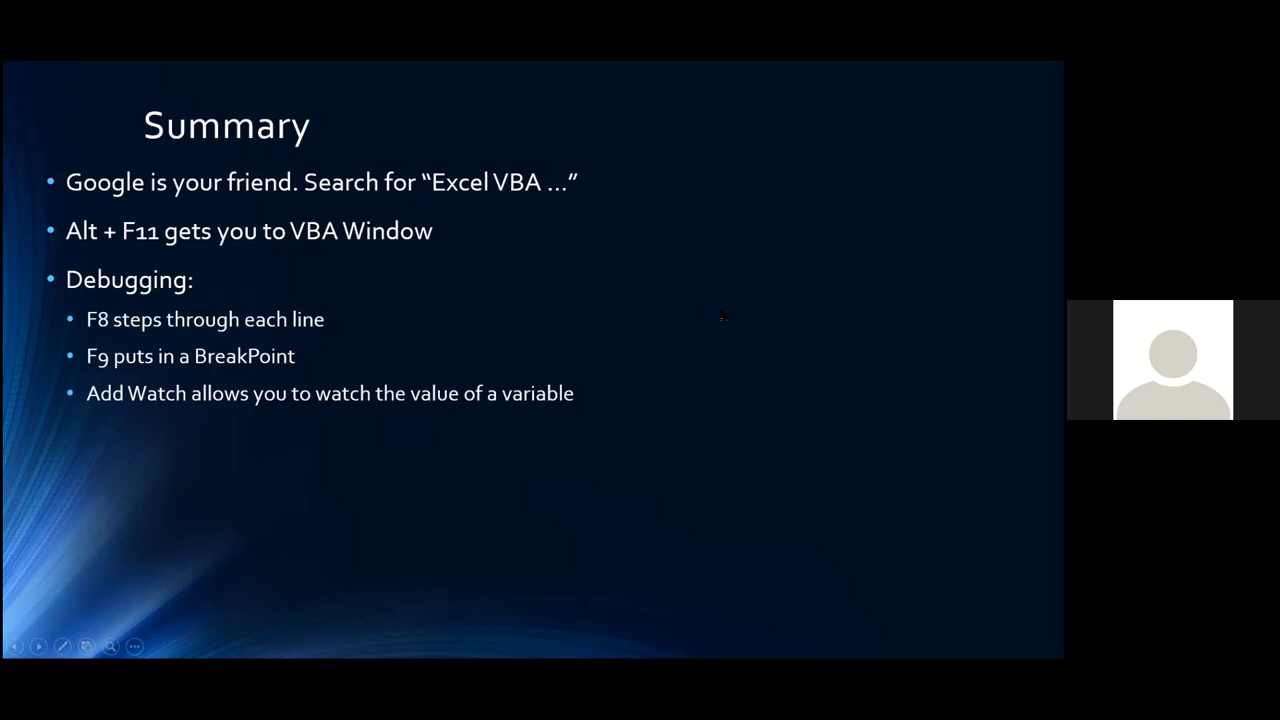 Summary
Google is your friend. Search for “Excel VBA …”
Alt + F11 gets you to VBA Window
Debugging:
F8 steps through each line
F9 puts in a BreakPoint
Add Watch allows you to watch the value of a variable